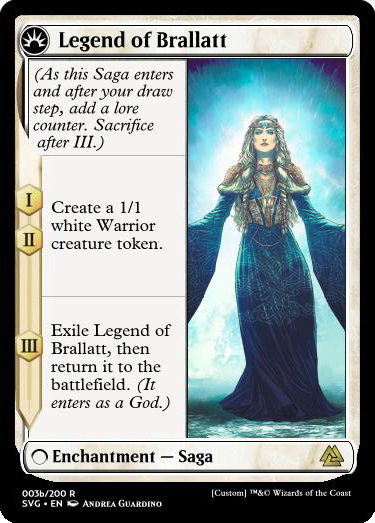 Legend of Brallatt
(As this Saga enters
and after your draw
step, add a lore
counter. Sacrifice
after III.)
I
Create a 1/1
white Warrior
creature token.
II
III
Exile Legend of
Brallatt, then
return it to the
battlefield. (It
enters as a God.)
Enchantment — Saga
003b/200 R
SVG • EN Andrea Guardino
[Custom] ™&© Wizards of the Coast